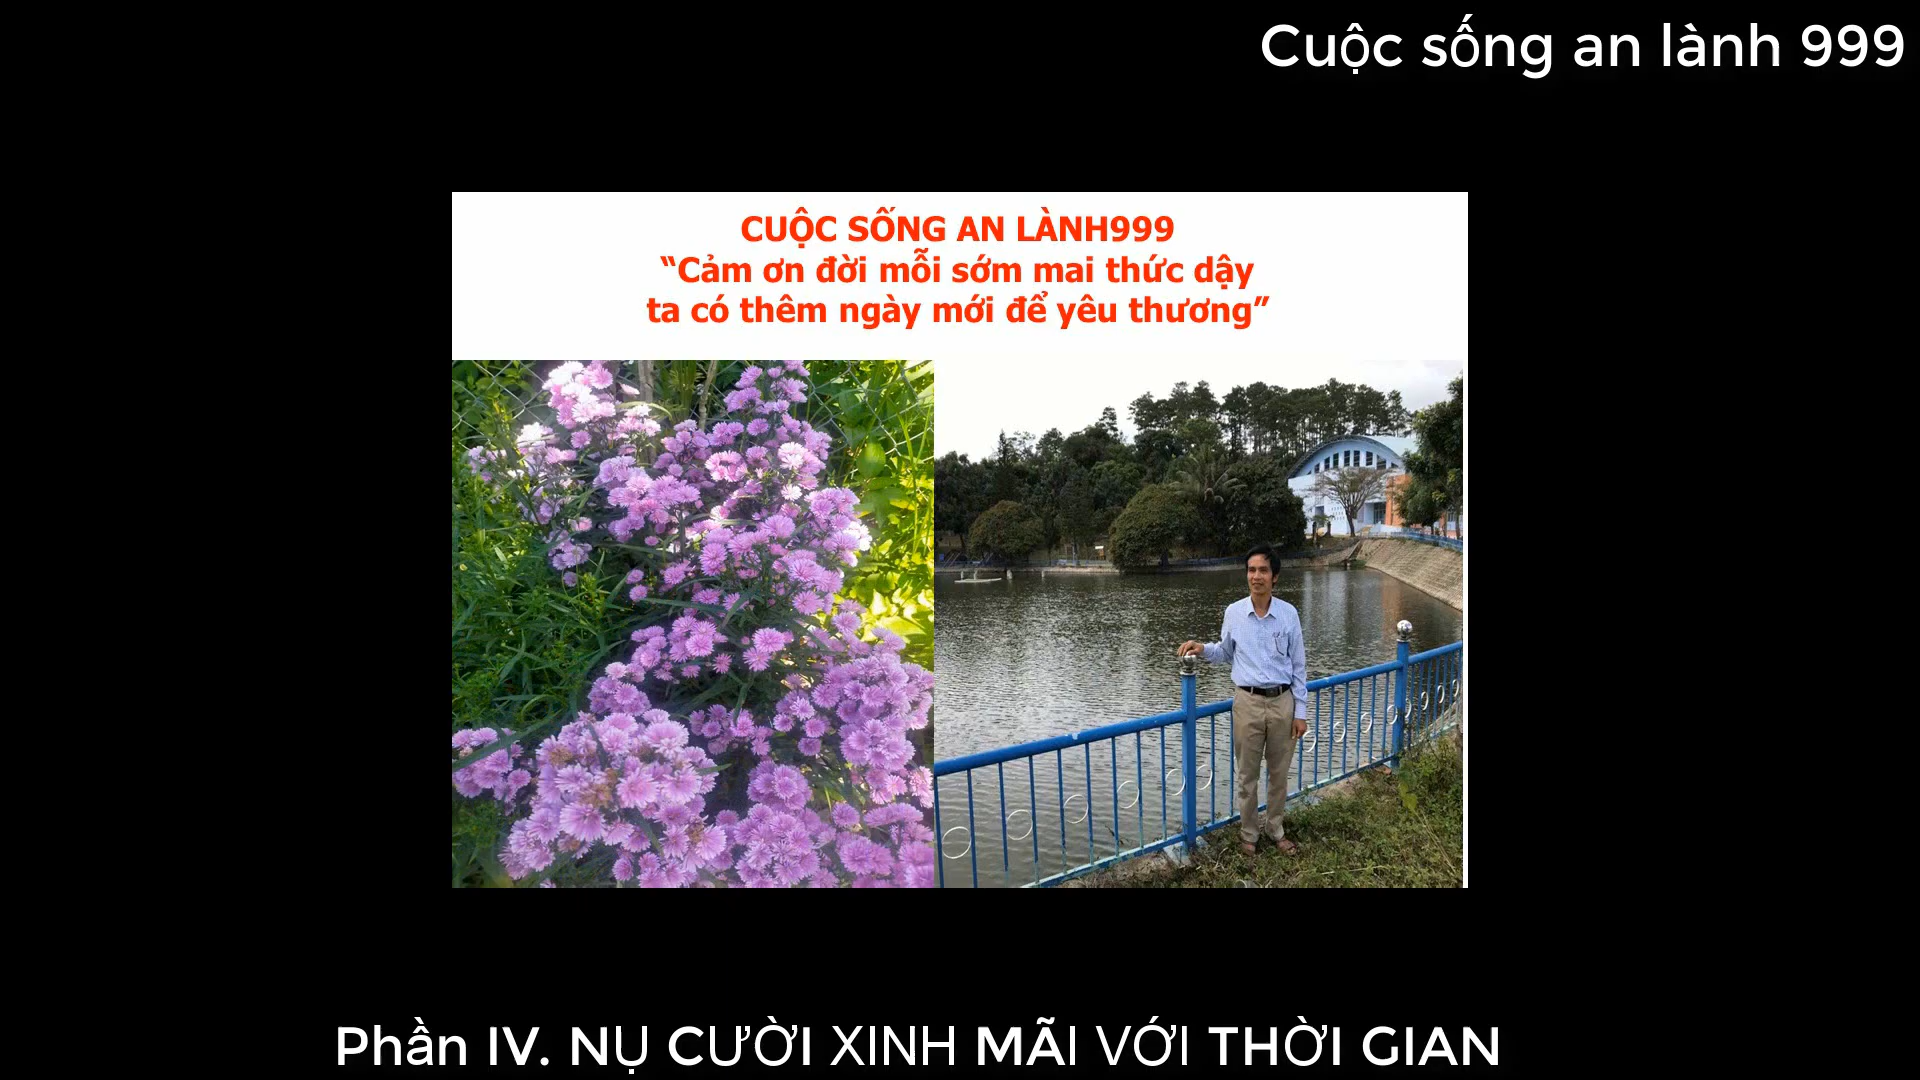 Cuộc sống an lành 999
CUỘC SỐNG AN LÀNH999
“Cảm ơn đời mỗi sớm mai thức dậy
ta có thêm ngày mới để yêu thương”
Phần IV. NỤ CƯỜI XINH MÃI VỚI THỜI GIAN